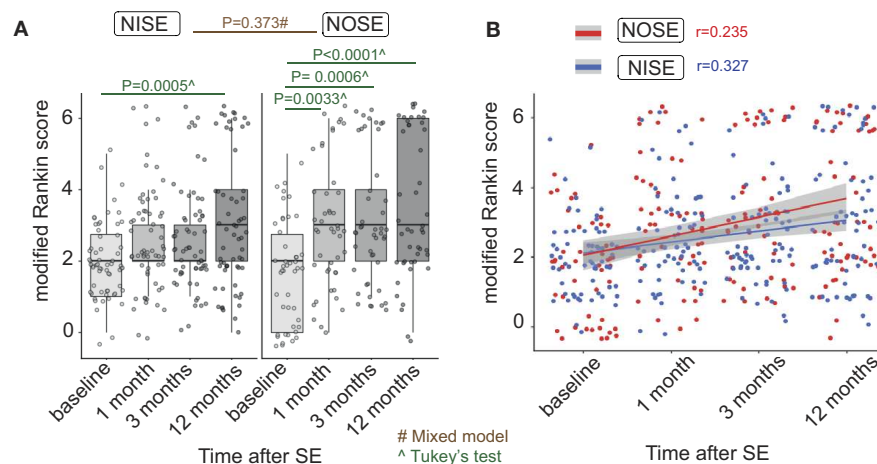 A
NISE
P=0.373#
NOSE
P<0.0001^
P= 0.0006^
P=0.0005^
P=0.0033^
modified Rankin score
6
4
2
0
baseline
1 month
3 months
12 months
baseline
1 month
3 months
12 months
Time after SE
# Mixed model
^ Tukey's test
B
NOSE r=0.235
NISE r=0.327
modified Rankin score
6
4
2
0
baseline
1 month
3 months
12 months
Time after SE